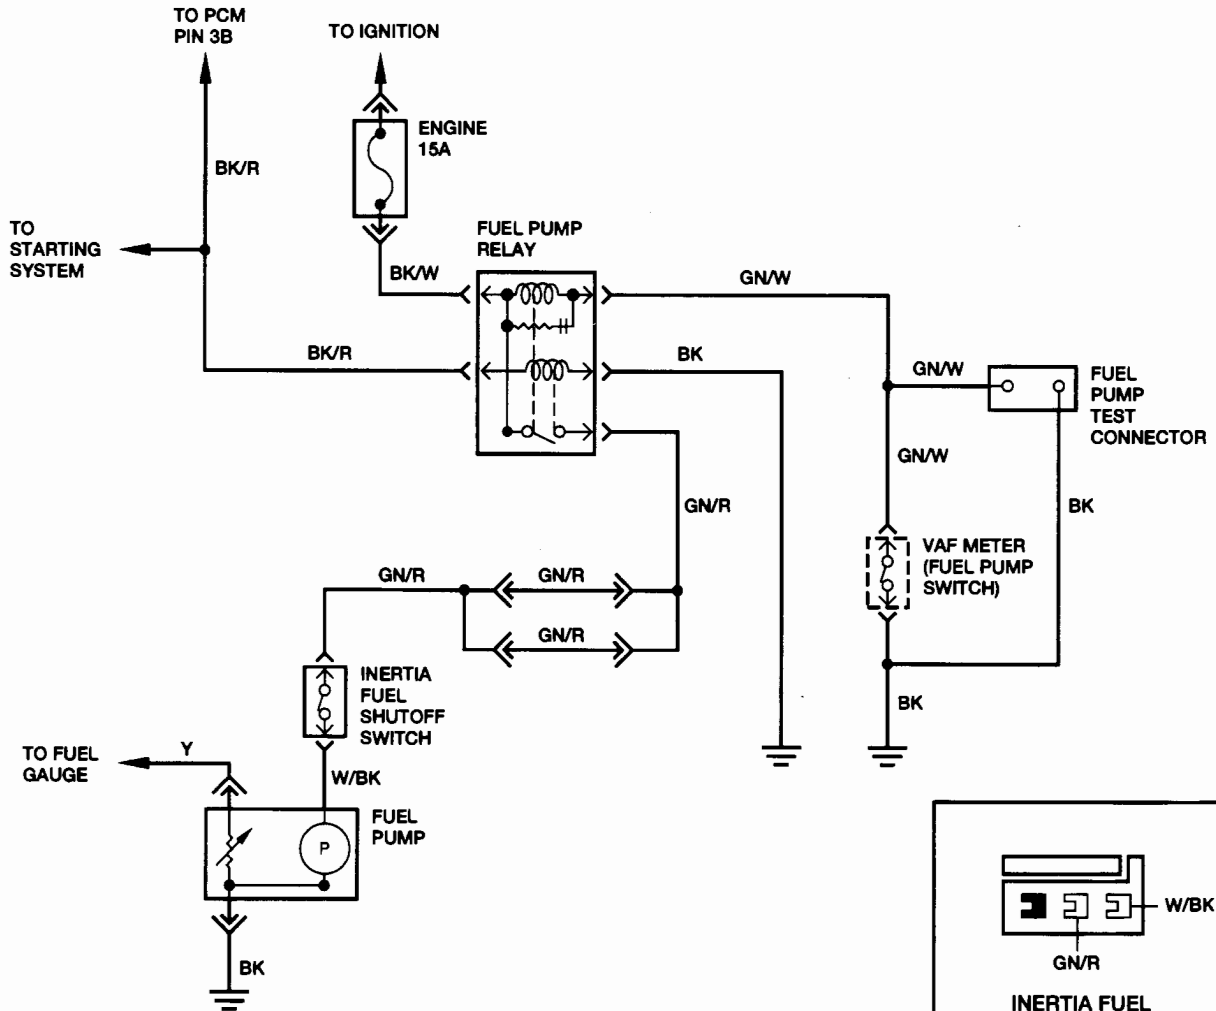 TO PCM
PIN 3B
TO IGNITION
ENGINE
15A
BK/R
TO
STARTING
SYSTEM
FUEL PUMP
RELAY
BK/W
GN/W
BK/R
BK
GN/W
FUEL
PUMP
TEST
CONNECTOR
GN/W
BK
GN/R
VAF METER
(FUEL PUMP
SWITCH)
GN/R
GN/R
GN/R
INERTIA
FUEL
SHUTOFF
SWITCH
BK
TO FUEL
GAUGE
Y
W/BK
FUEL
PUMP
P
W/BK
GN/R
BK
INERTIA FUEL